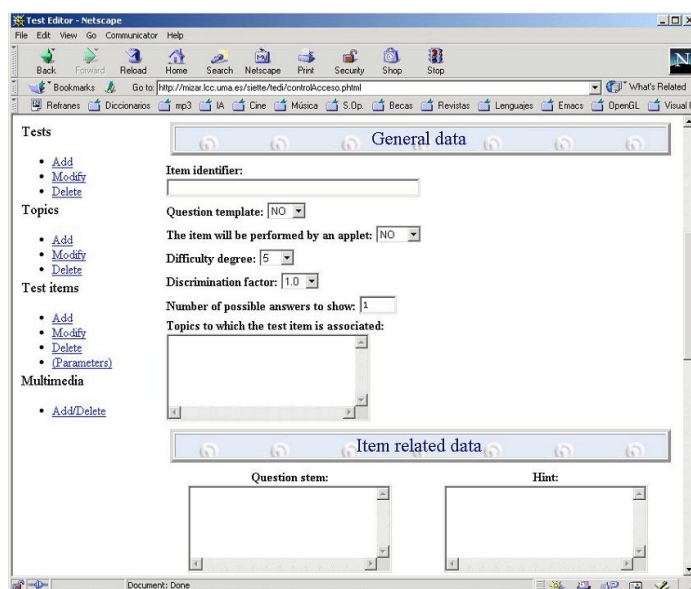 Test Editor - Netscape
File Edit View Go Communicator Help
Back Forward Reload Home Search Netscape Print Security Shop Stop
N
Bookmarks Go to: http://mizar.lcc.uma.es/siette/tedi/controlAcceso.phtml What's Related
Refranes Diccionarios mp3 IA Cine Música S.Op. Becas Revistas Lenguajes Emacs OpenGL Visual
Tests
Add
Modify
Delete
Topics
Add
Modify
Delete
Test items
Add
Modify
Delete
(Parameters)
Multimedia
Add/Delete
General data
Item identifier:
Question template: NO
The item will be performed by an applet: NO
Difficulty degree: 5
Discrimination factor: 1.0
Number of possible answers to show: 1
Topics to which the test item is associated:
Item related data
Question stem: Hint:
Document: Done